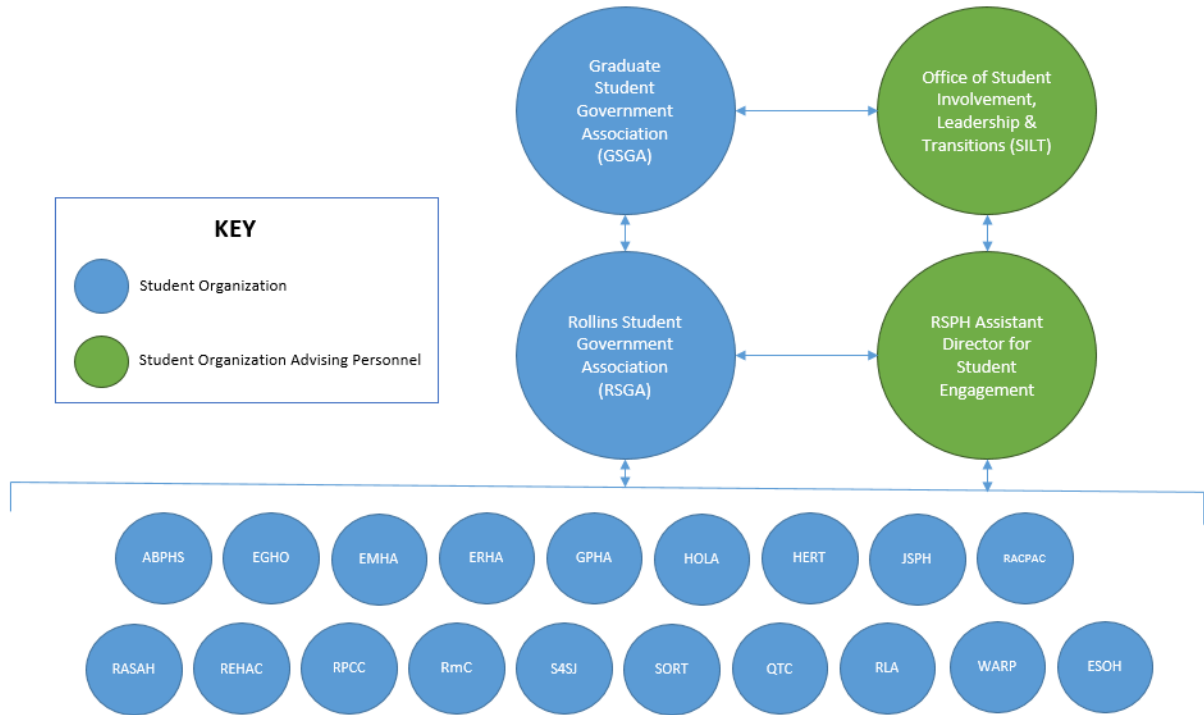 Graduate
Student
Government
Association
(GSGA)
Office of Student
Involvement,
Leadership &
Transitions (SILT)
KEY
Student Organization
Student Organization Advising Personnel
Rollins Student
Government
Association
(RSGA)
RSPH Assistant
Director for
Student
Engagement
ABPHS
EGHO
EMHA
ERHA
GPHA
HOLA
HERT
JSPH
RACPAC
RASAH
REHAC
RPCC
RmC
S4SJ
SORT
QTC
RLA
WARP
ESOH